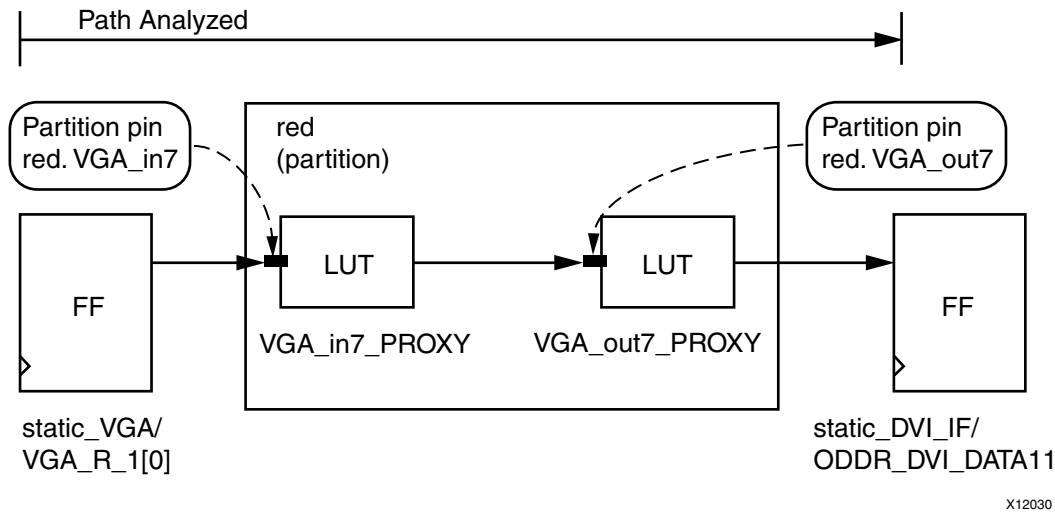 Path Analyzed
Partition pin
red. VGA_in7
red
(partition)
Partition pin
red. VGA_out7
FF
LUT
LUT
FF
VGA_in7_PROXY
VGA_out7_PROXY
static_VGA/
VGA_R_1[0]
static_DVI_IF/
ODDR_DVI_DATA11
X12030